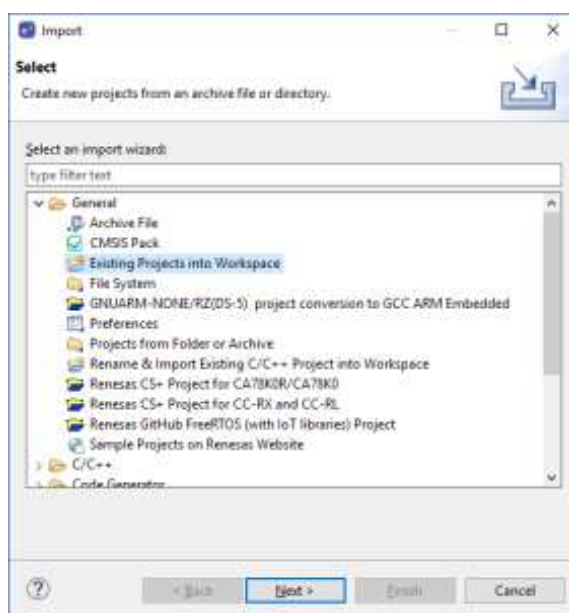 Import
Select
Create new projects from an archive file or directory.
Select an import wizard:
type filter text
General
Archive File
CMSIS Pack
Existing Projects into Workspace
File System
GNUARM-NONE/RZ(DS-5) project conversion to GCC ARM Embedded
Preferences
Projects from Folder or Archive
Rename & Import Existing C/C++ Project into Workspace
Renesas CS+ Project for CA78K0R/CA78K0
Renesas CS+ Project for CC-RX and CC-RL
Renesas GitHub FreeRTOS (with IoT libraries) Project
Sample Projects on Renesas Website
C/C++
Code Generator
? < Back Next > Finish Cancel